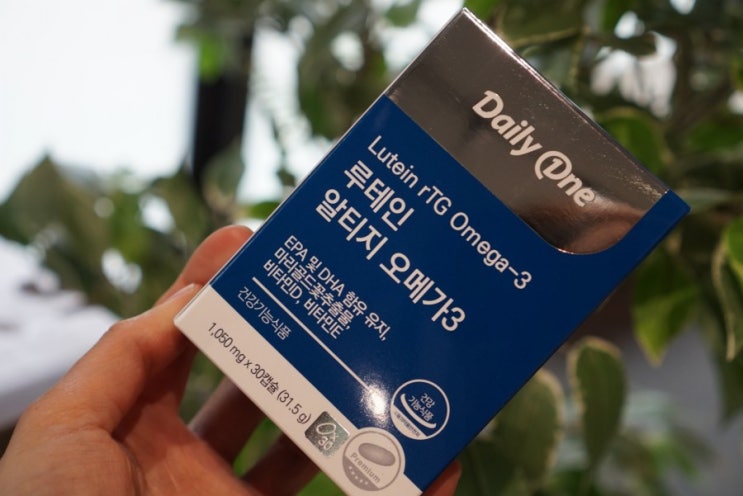 Daily One
Lutein rTG Omega-3
루테인
알티지 오메가3
EPA 및 DHA 함유 유지,
마리골드꽃추출물
비타민D, 비타민E
건강기능식품
1,050 mg x 30캡슐 (31.5 g)
30
건강
기능식품
Premium